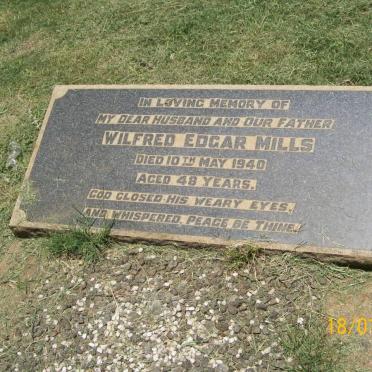 IN LOVING MEMORY OF
MY DEAR HUSBAND AND OUR FATHER
WILFRED EDGAR MILLS
DIED 10TH MAY 1940
AGED 48 YEARS.
GOD CLOSED HIS WEARY EYES,
AND WHISPERED, PEACE BE THINE.
18/0